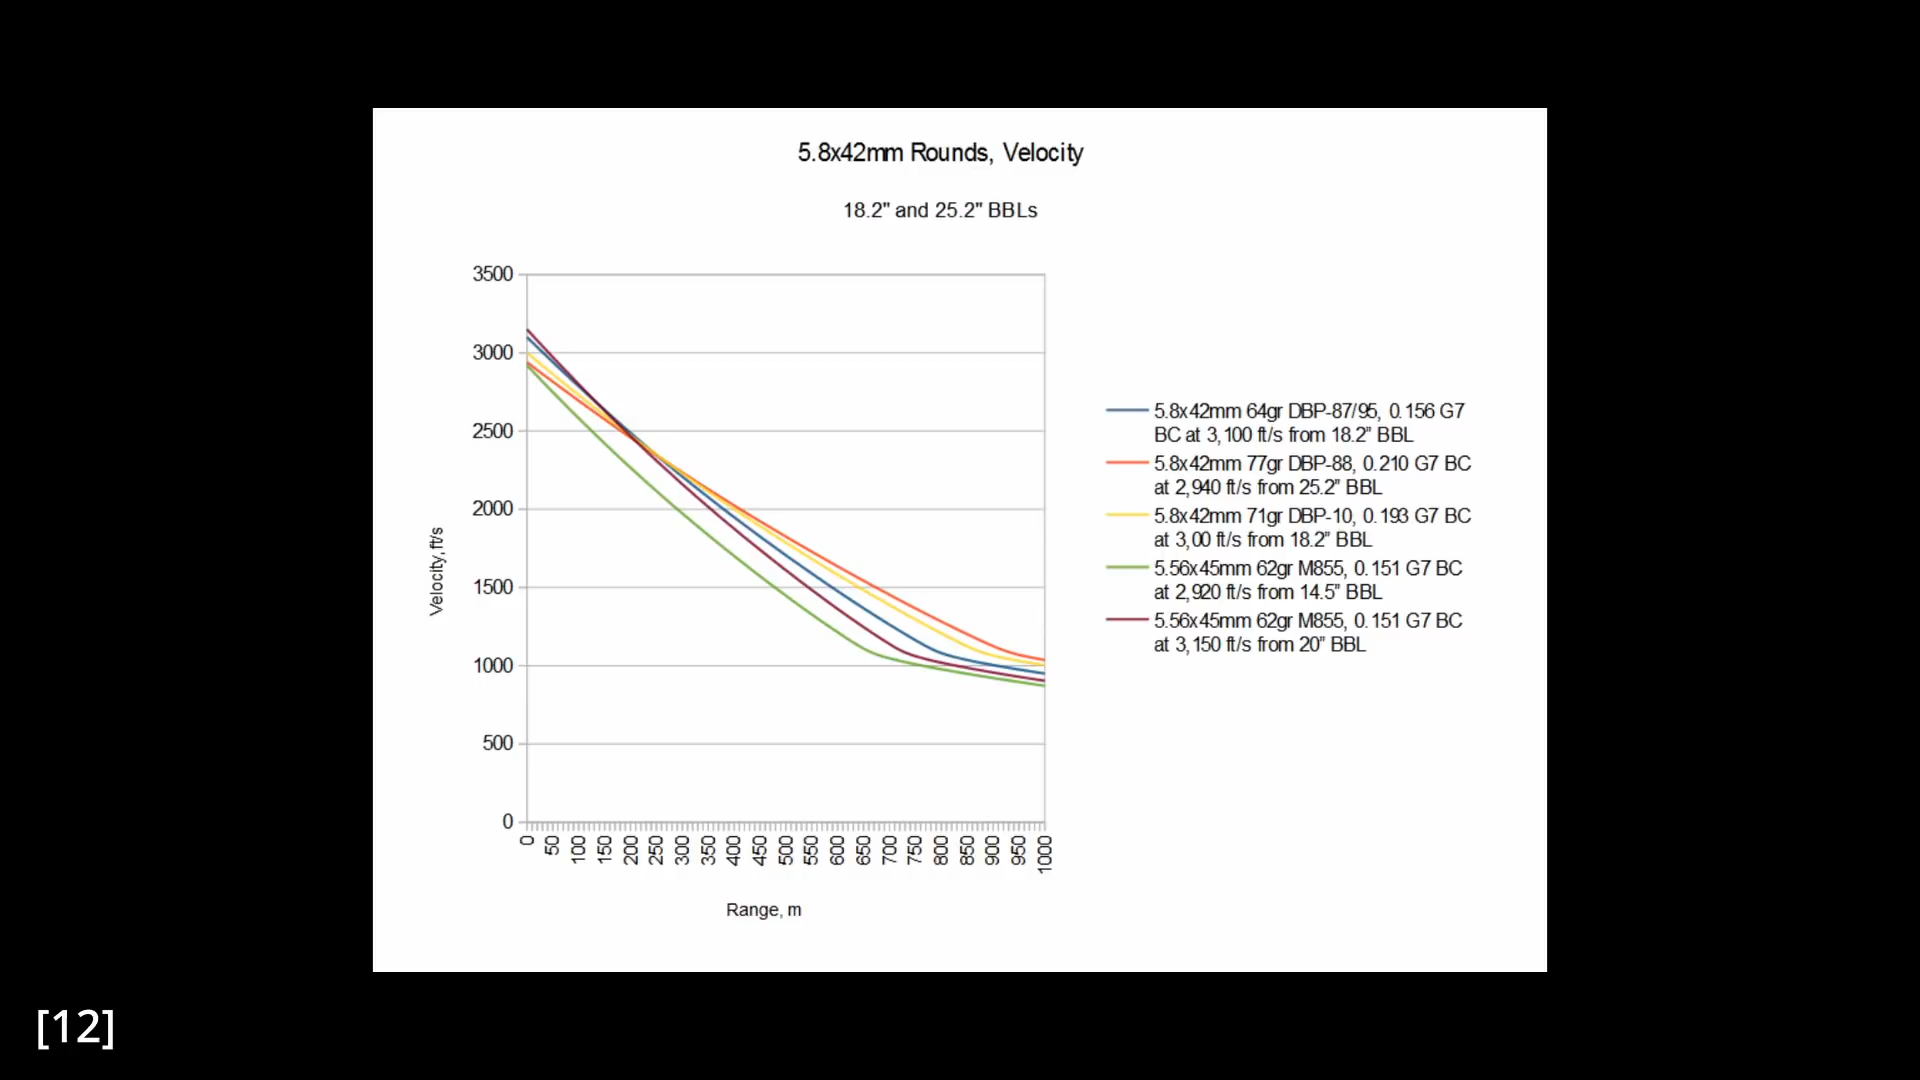 5.8x42mm Rounds, Velocity
18.2" and 25.2" BBLs
3500
3000
2500
2000
1500
1000
500
0
Velocity, ft/s
0
50
100
150
200
250
300
350
400
450
500
550
600
650
700
750
800
850
900
950
1000
Range, m
5.8x42mm 64gr DBP-87/95, 0.156 G7
BC at 3,100 ft/s from 18.2" BBL
5.8x42mm 77gr DBP-88, 0.210 G7 BC
at 2,940 ft/s from 25.2" BBL
5.8x42mm 71gr DBP-10, 0.193 G7 BC
at 3,00 ft/s from 18.2" BBL
5.56x45mm 62gr M855, 0.151 G7 BC
at 2,920 ft/s from 14.5" BBL
5.56x45mm 62gr M855, 0.151 G7 BC
at 3,150 ft/s from 20" BBL
[12]